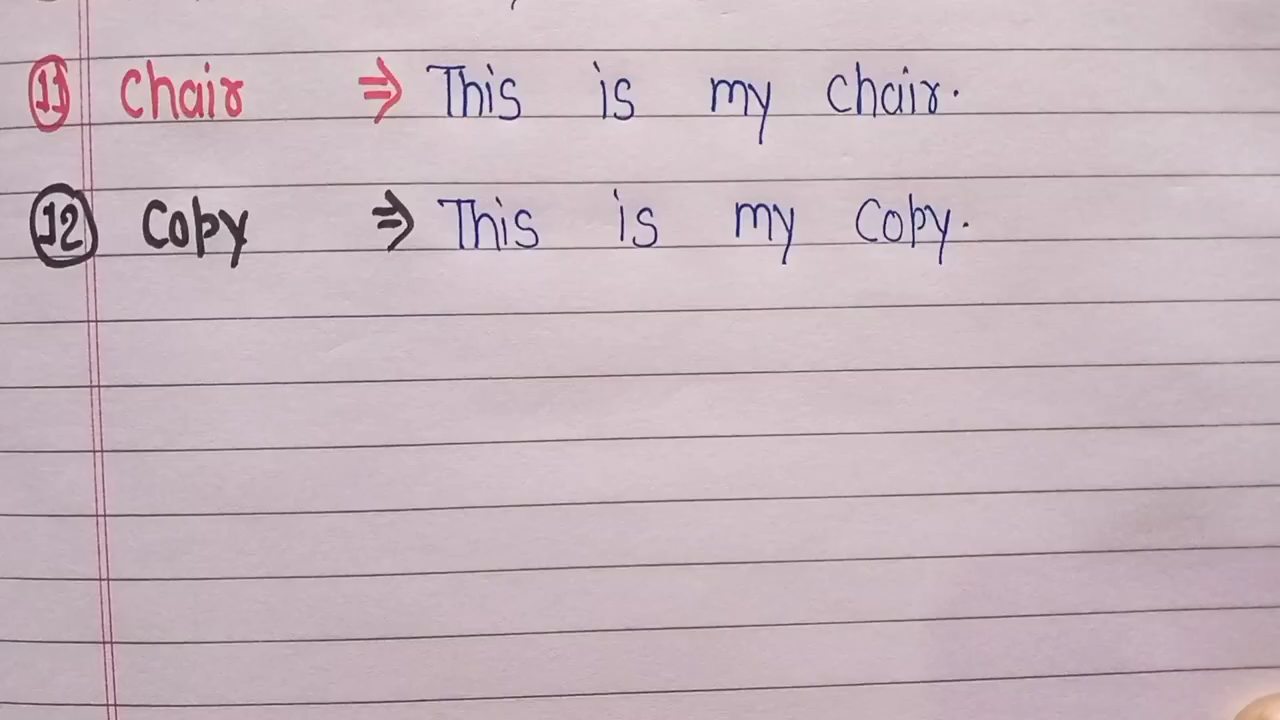 11 Chair ⇒ This is my chair.
12 Copy ⇒ This is my Copy.